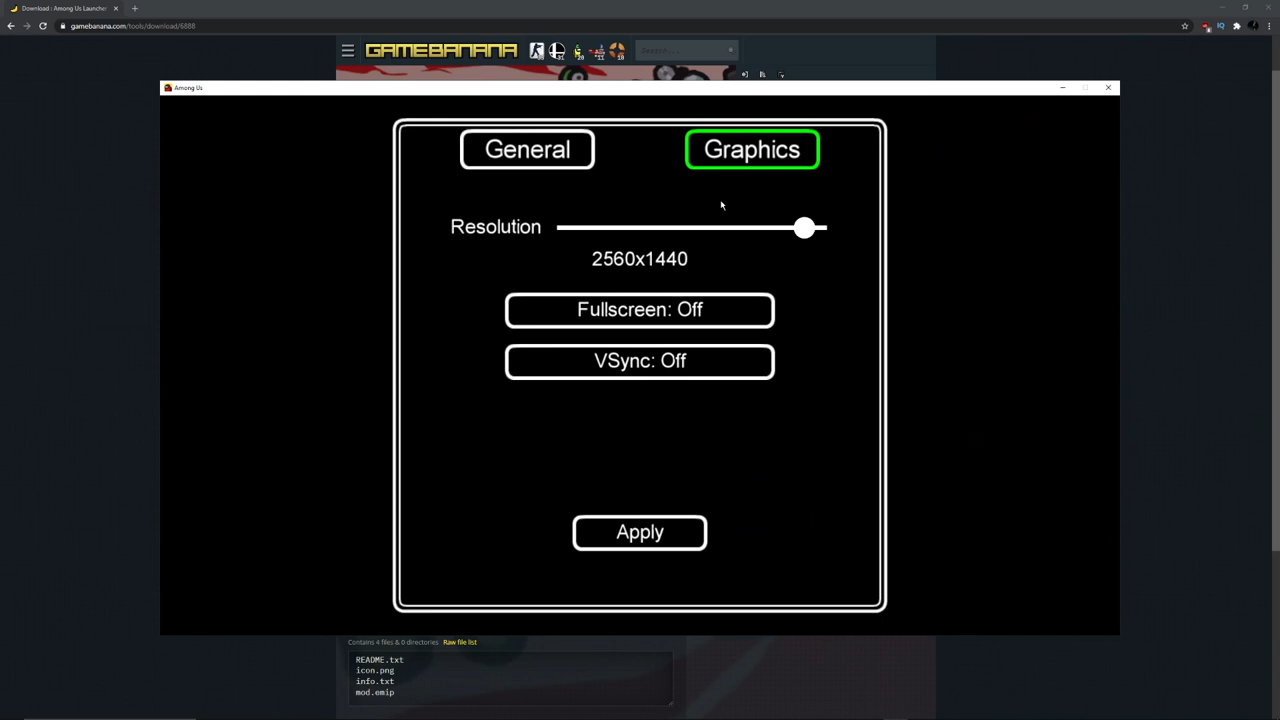 Download : Among Us Launcher
gamebanana.com/tools/download/6888
GAMEBANANA
Search...
Among Us
General
Graphics
Resolution
2560x1440
Fullscreen: Off
VSync: Off
Apply
Contains 4 files & 0 directories Raw file list
README.txt
icon.png
info.txt
mod.emip